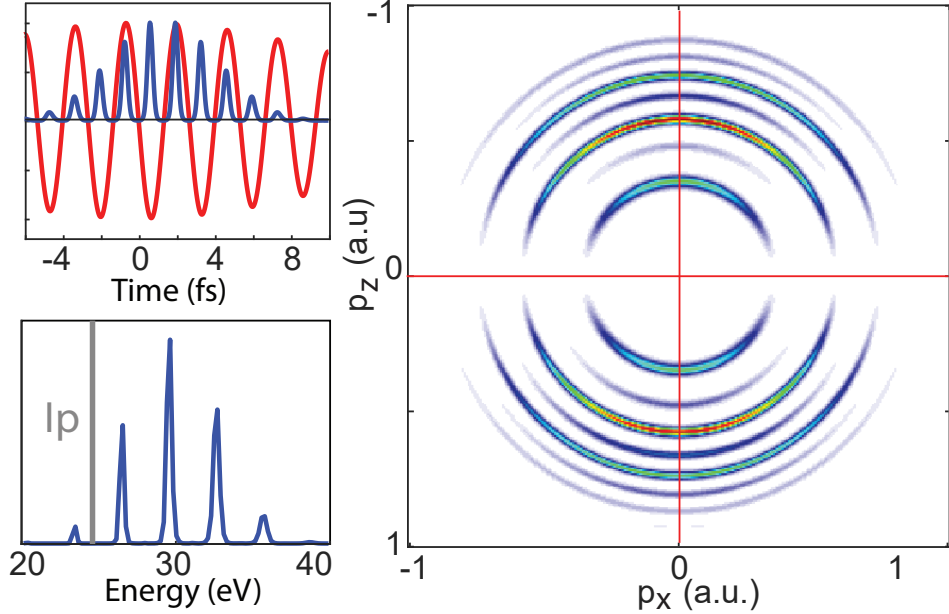 -4 0 4 8
Time (fs)
Ip
20 30 40
Energy (eV)
-1
0
1
p_z (a.u)
-1 0 1
p_x (a.u.)